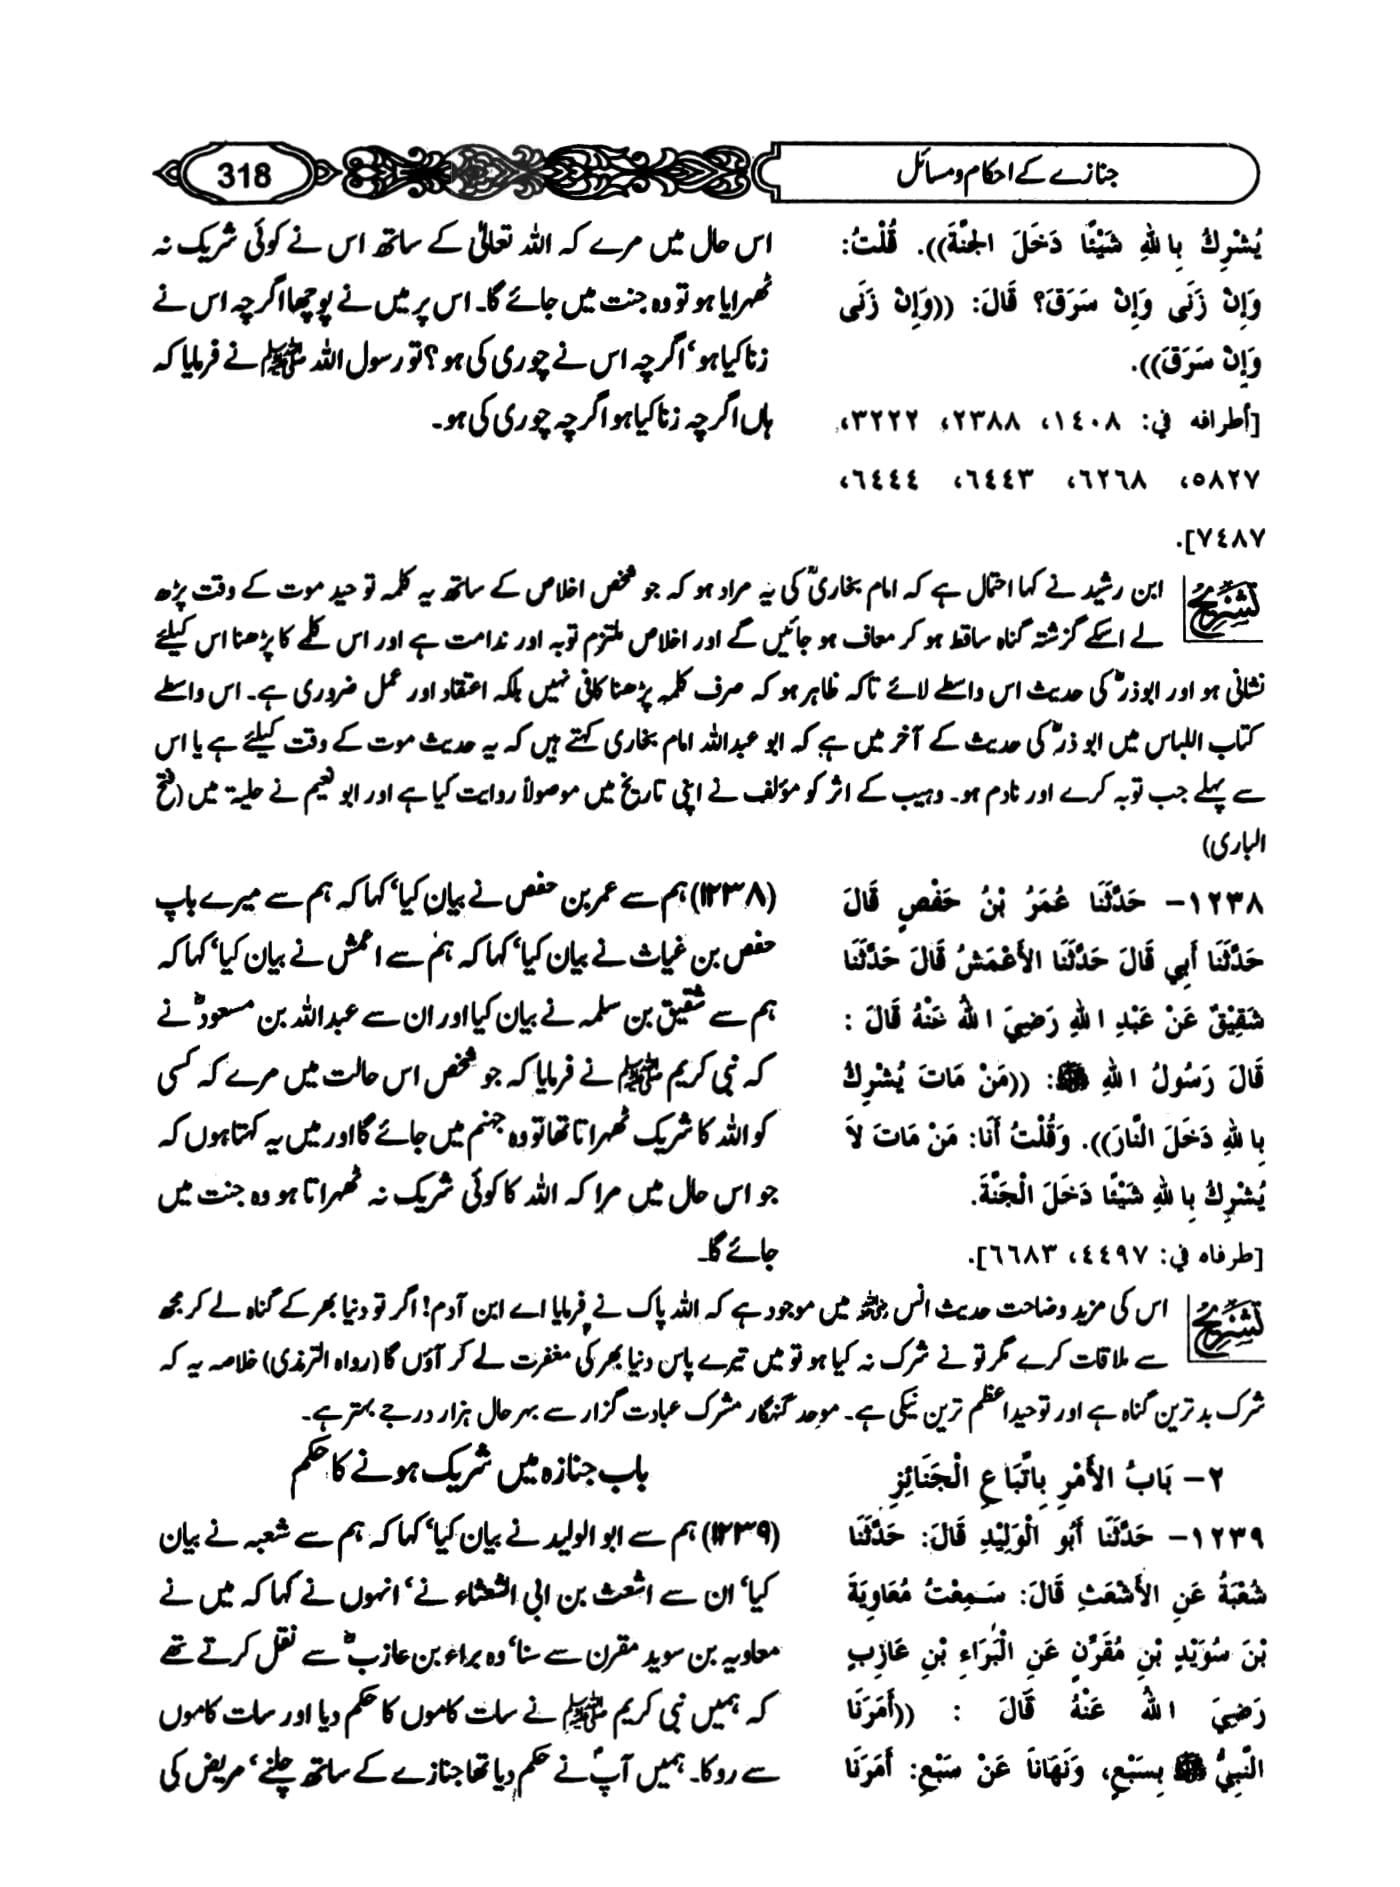 جنازے کے احکام و مسائل
318
يُشْرِكُ بِاللهِ شَيْئًا دَخَلَ الجَنَّةَ)). قُلْتُ:
وَإِنْ زَنَى وَإِنْ سَرَقَ؟ قَالَ: ((وَإِنْ زَنَى
وَإِنْ سَرَقَ)).
[أطرافه في: ١٤٠٨، ٢٣٨٨، ٣٢٢٢،
٥٨٢٧، ٦٢٦٨، ٦٤٤٣، ٦٤٤٤،
٧٤٨٧].
اس حال میں مرے کہ اللہ تعالیٰ کے ساتھ اس نے کوئی شریک نہ
ٹھہرایا ہو تو وہ جنت میں جائے گا۔ اس پر میں نے پوچھا اگرچہ اس نے
زنا کیا ہو‘ اگرچہ اس نے چوری کی ہو؟ تو رسول اللہ ﷺ نے فرمایا کہ
ہاں اگرچہ زنا کیا ہو اگرچہ چوری کی ہو۔
تشریح
ابن رشید نے کہا احتمال ہے کہ امام بخاریؒ کی یہ مراد ہو کہ جو شخص اخلاص کے ساتھ یہ کلمہ توحید موت کے وقت پڑھ
لے اسکے گزشتہ گناہ ساقط ہو کر معاف ہو جائیں گے اور اخلاص ملتزم توبہ اور ندامت ہے اور اس کلمے کا پڑھنا اس کیلئے
نشانی ہو اور ابوذرؓ کی حدیث اس واسطے لائے تاکہ ظاہر ہو کہ صرف کلمہ پڑھنا کافی نہیں بلکہ اعتقاد اور عمل ضروری ہے۔ اس واسطے
کتاب اللباس میں ابو ذرؓ کی حدیث کے آخر میں ہے کہ ابو عبداللہ امام بخاری کہتے ہیں کہ یہ حدیث موت کے وقت کیلئے ہے یا اس
سے پہلے جب توبہ کرے اور نادم ہو۔ وہیب کے اثر کو مؤلف نے اپنی تاریخ میں موصولاً روایت کیا ہے اور ابو نعیم نے حلیۃ میں (فتح
الباری)
١٢٣٨- حَدَّثَنَا عُمَرُ بْنُ حَفْصٍ قَالَ
حَدَّثَنَا أَبِي قَالَ حَدَّثَنَا الأَعْمَشُ قَالَ حَدَّثَنَا
شَقِيْقٌ عَنْ عَبْدِ اللهِ رَضِيَ اللهُ عَنْهُ قَالَ :
قَالَ رَسُولُ اللهِ ﷺ: ((مَنْ مَاتَ يُشْرِكُ
بِاللهِ دَخَلَ النَّارَ)). وَقُلْتُ أَنَا: مَنْ مَاتَ لاَ
يُشْرِكُ بِاللهِ شَيْئًا دَخَلَ الْجَنَّةَ.
[طرفاه في: ٤٤٩٧، ٦٦٨٣].
(۱۲۳۸) ہم سے عمر بن حفص نے بیان کیا‘ کہا کہ ہم سے میرے باپ
حفص بن غیاث نے بیان کیا‘ کہا کہ ہم سے اعمش نے بیان کیا‘ کہا کہ
ہم سے شقیق بن سلمہ نے بیان کیا اور ان سے عبداللہ بن مسعودؓ نے
کہ نبی کریم ﷺ نے فرمایا کہ جو شخص اس حالت میں مرے کہ کسی
کو اللہ کا شریک ٹھہراتا تھا تو وہ جہنم میں جائے گا اور میں یہ کہتا ہوں کہ
جو اس حال میں مرا کہ اللہ کا کوئی شریک نہ ٹھہراتا ہو وہ جنت میں
جائے گا۔
تشریح
اس کی مزید وضاحت حدیث انس رضی اللہ عنہ میں موجود ہے کہ اللہ پاک نے فرمایا اے ابن آدم! اگر تو دنیا بھر کے گناہ لے کر مجھ
سے ملاقات کرے مگر تو نے شرک نہ کیا ہو تو میں تیرے پاس دنیا بھر کی مغفرت لے کر آؤں گا (رواہ الترمذی) خلاصہ یہ کہ
شرک بدترین گناہ ہے اور توحید اعظم ترین نیکی ہے۔ موحد گنہگار مشرک عبادت گزار سے بہرحال ہزار درجے بہتر ہے۔
٢- بَابُ الأَمْرِ بِاتِّبَاعِ الْجَنَائِزِ
باب جنازہ میں شریک ہونے کا حکم
١٢٣٩- حَدَّثَنَا أَبُو الْوَلِيْدِ قَالَ: حَدَّثَنَا
شُعْبَةُ عَنِ الأَشْعَثِ قَالَ: سَمِعْتُ مُعَاوِيَةَ
بْنَ سُوَيْدٍ بْنِ مُقَرِّنٍ عَنِ الْبَرَاءِ بْنِ عَازِبٍ
رَضِيَ اللهُ عَنْهُ قَالَ : ((أَمَرَنَا
النَّبِيُّ ﷺ بِسَبْعٍ، وَنَهَانَا عَنْ سَبْعٍ: أَمَرَنَا
(۱۲۳۹) ہم سے ابوالولید نے بیان کیا‘ کہا کہ ہم سے شعبہ نے بیان
کیا‘ ان سے اشعث بن ابی الشعثاء نے‘ انہوں نے کہا کہ میں نے
معاویہ بن سوید مقرن سے سنا‘ وہ براء بن عازبؓ سے نقل کرتے تھے
کہ ہمیں نبی کریم ﷺ نے سات کاموں کا حکم دیا اور سات کاموں
سے روکا۔ ہمیں آپؐ نے حکم دیا تھا جنازے کے ساتھ چلنے‘ مریض کی